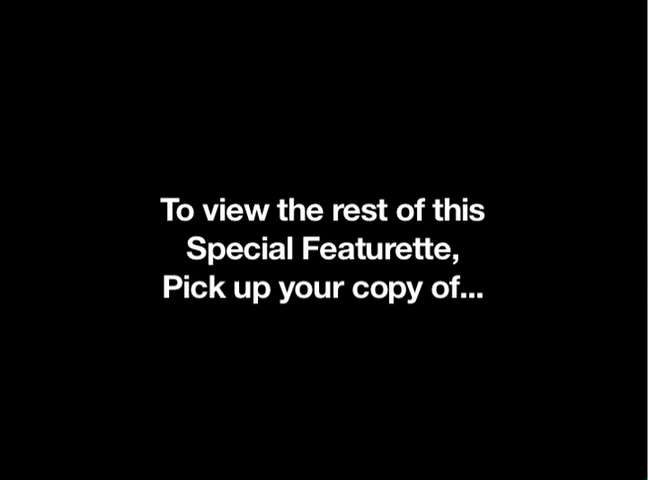 To view the rest of this
Special Featurette,
Pick up your copy of...